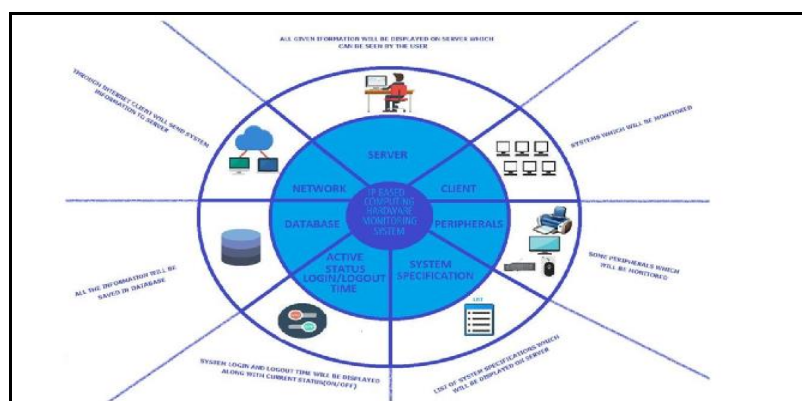 ALL GIVEN IFORMATION WILL BE DISPLAYED ON SERVER WHICH
CAN BE SEEN BY THE USER
THROUGH INTERNET CLIENT WILL SEND SYSTEM
INFORMATION TO SERVER
SYSTEMS WHICH WILL BE MONITORED
SERVER
NETWORK
CLIENT
IP BASED
COMPUTING
HARDWARE
MONITORING
SYSTEM
DATABASE
PERIPHERALS
ACTIVE
STATUS
LOGIN/LOGOUT
TIME
SYSTEM
SPECIFICATION
SOME PERIPHERALS WHICH
WILL BE MONITORED
ALL THE INFORMATION WILL BE
SAVED IN DATABASE
LIST
SYSTEM LOGIN AND LOGOUT TIME WILL BE DISPLAYED
ALONG WITH CURRENT STATUS(ON/OFF)
LIST OF SYSTEM SPECIFICATIONS WHICH
WILL BE DISPLAYED ON SERVER